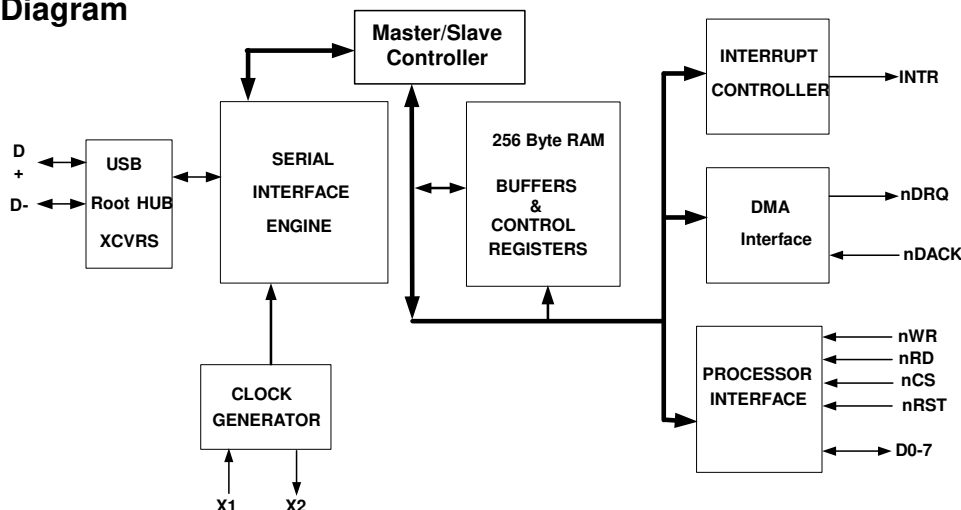 Diagram
Master/Slave
Controller
INTERRUPT
CONTROLLER
INTR
256 Byte RAM
BUFFERS
&
CONTROL
REGISTERS
SERIAL
INTERFACE
ENGINE
D
+
D-
USB
Root HUB
XCVRS
DMA
Interface
nDRQ
nDACK
PROCESSOR
INTERFACE
nWR
nRD
nCS
nRST
D0-7
CLOCK
GENERATOR
X1
X2